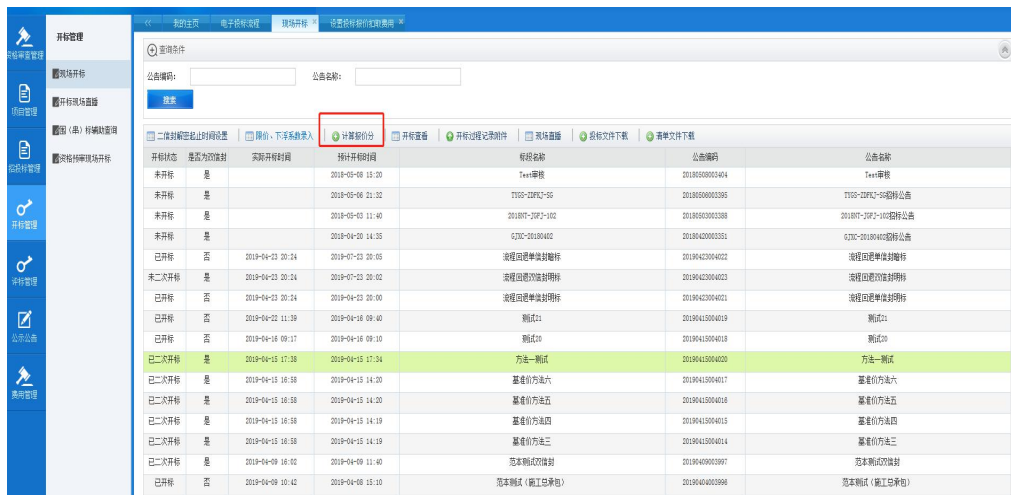 << 我的主页 电子投标流程 现场开标 × 设置投标报价扣取费用 ×
资格审查管理
项目管理
招投标管理
开标管理
评标管理
公示公告
费用管理
开标管理
现场开标
开标现场直播
国(串)标辅助查询
资格预审现场开标
查询条件
公告编码: 公告名称:
搜索
二信封解密起止时间设置 限价、下浮系数录入 计算报价分 开标查看 开标过程记录附件 现场直播 投标文件下载 清单文件下载
开标状态 是否为双信封 实际开标时间 预计开标时间 标段名称 公告编码 公告名称
未开标 是 2018-05-08 15:20 Test审核 20180508003404 Test审核
未开标 是 2018-05-06 21:32 TYGS-ZDFKJ-SG 20180506003395 TYGS-ZDFKJ-SG招标公告
未开标 是 2018-05-03 11:40 2018NT-JGPJ-102 20180503003388 2018NT-JGPJ-102招标公告
未开标 是 2018-04-20 14:35 GJXC-20180402 20180420003351 GJXC-20180402招标公告
已开标 否 2019-04-23 20:24 2019-07-23 20:05 流程回退单信封暗标 20190423004022 流程回退单信封暗标
未二次开标 是 2019-04-23 20:24 2019-07-23 20:02 流程回退双信封明标 20190423004023 流程回退双信封明标
已开标 否 2019-04-23 20:24 2019-04-23 20:00 流程回退单信封明标 20190423004021 流程回退单信封明标
已开标 否 2019-04-22 11:39 2019-04-16 09:40 测试21 20190415004019 测试21
已开标 否 2019-04-16 09:17 2019-04-16 09:10 测试20 20190415004018 测试20
已二次开标 是 2019-04-15 17:38 2019-04-15 17:34 方法一测试 20190415004020 方法一测试
已二次开标 是 2019-04-15 16:58 2019-04-15 14:20 基准价方法六 20190415004017 基准价方法六
已二次开标 是 2019-04-15 16:58 2019-04-15 14:20 基准价方法五 20190415004016 基准价方法五
已二次开标 是 2019-04-15 16:58 2019-04-15 14:19 基准价方法四 20190415004015 基准价方法四
已二次开标 是 2019-04-15 16:58 2019-04-15 14:19 基准价方法三 20190415004014 基准价方法三
已二次开标 是 2019-04-09 16:02 2019-04-09 11:40 范本测试双信封 20190409003997 范本测试双信封
已开标 否 2019-04-09 10:42 2019-04-08 15:10 范本测试(施工总承包) 20190404003996 范本测试(施工总承包)